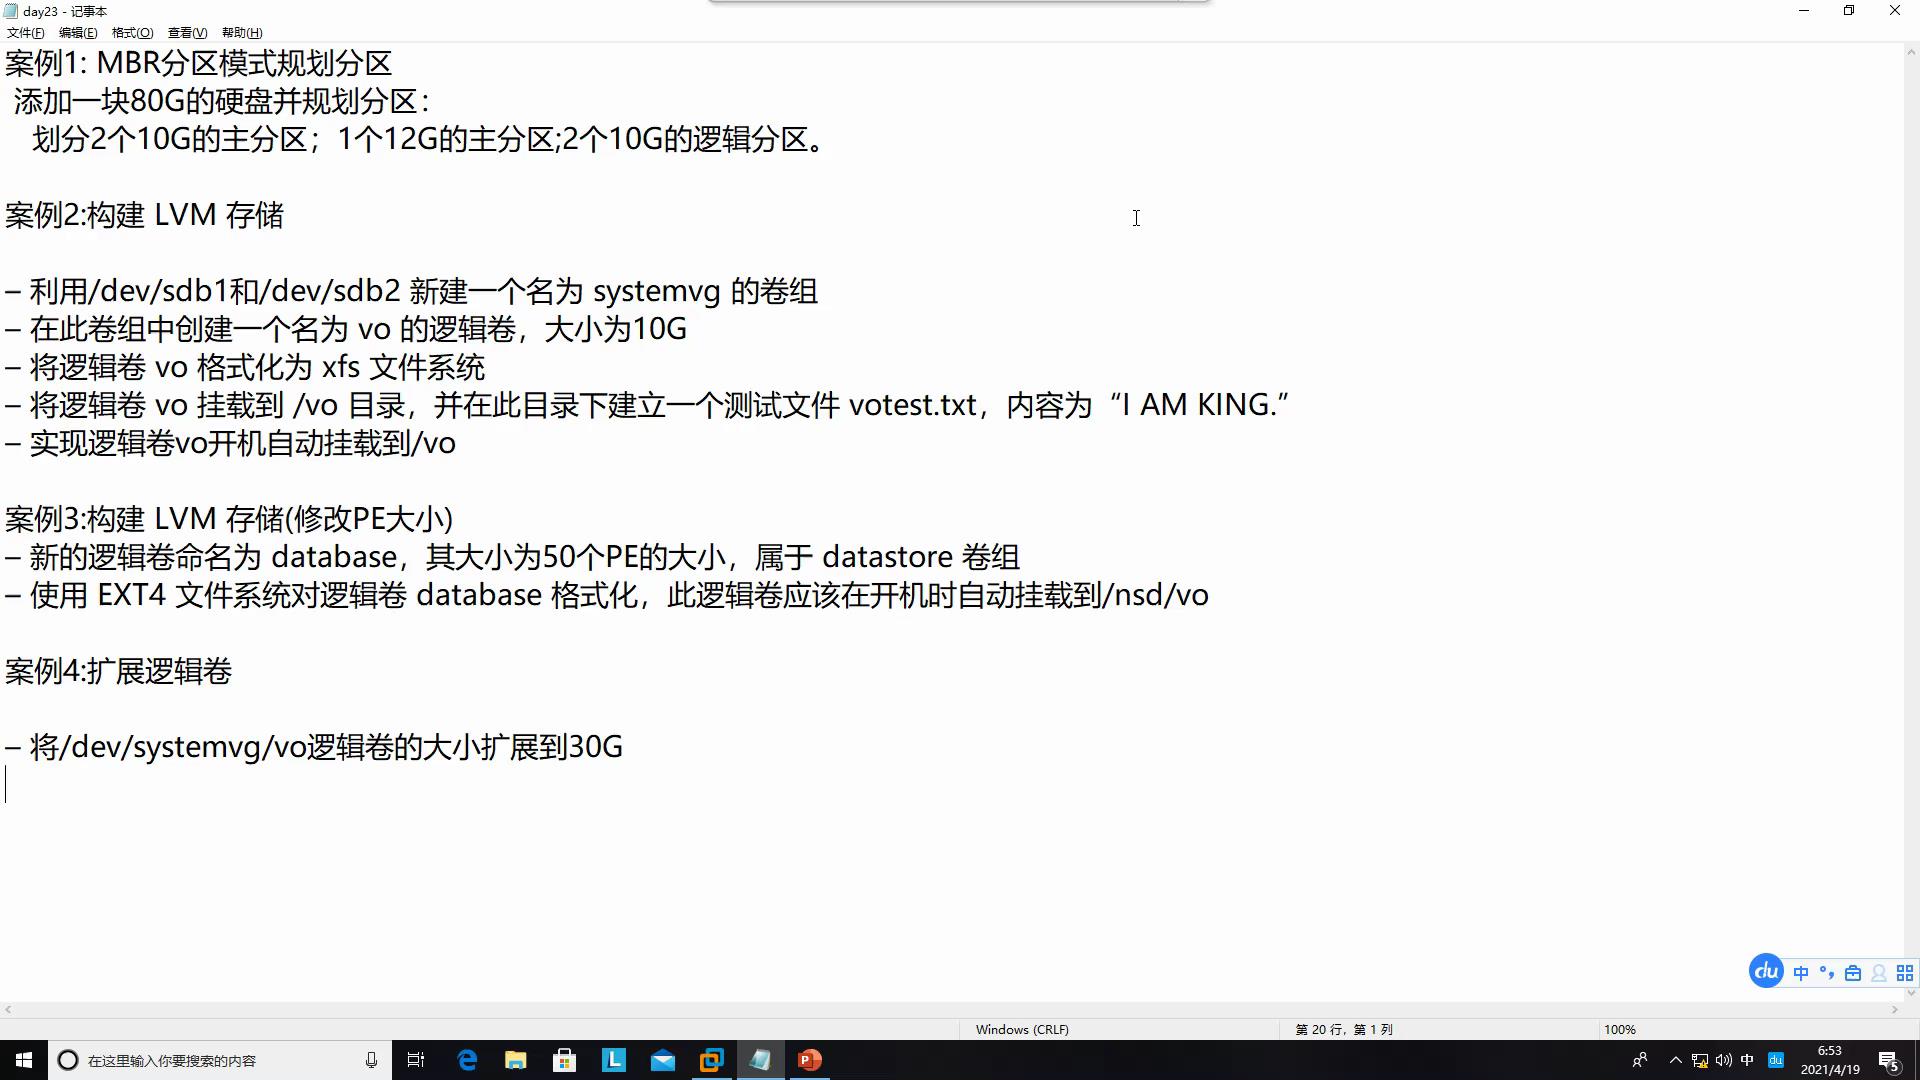 day23 - 记事本
文件(F) 编辑(E) 格式(O) 查看(V) 帮助(H)
案例1: MBR分区模式规划分区
添加一块80G的硬盘并规划分区：
划分2个10G的主分区；1个12G的主分区;2个10G的逻辑分区。
案例2:构建 LVM 存储
– 利用/dev/sdb1和/dev/sdb2 新建一个名为 systemvg 的卷组
– 在此卷组中创建一个名为 vo 的逻辑卷，大小为10G
– 将逻辑卷 vo 格式化为 xfs 文件系统
– 将逻辑卷 vo 挂载到 /vo 目录，并在此目录下建立一个测试文件 votest.txt，内容为“I AM KING.”
– 实现逻辑卷vo开机自动挂载到/vo
案例3:构建 LVM 存储(修改PE大小)
– 新的逻辑卷命名为 database，其大小为50个PE的大小，属于 datastore 卷组
– 使用 EXT4 文件系统对逻辑卷 database 格式化，此逻辑卷应该在开机时自动挂载到/nsd/vo
案例4:扩展逻辑卷
– 将/dev/systemvg/vo逻辑卷的大小扩展到30G
du 中 °,
Windows (CRLF) 第 20 行，第 1 列 100%
在这里输入你要搜索的内容 L P 中 du 6:53 5
2021/4/19